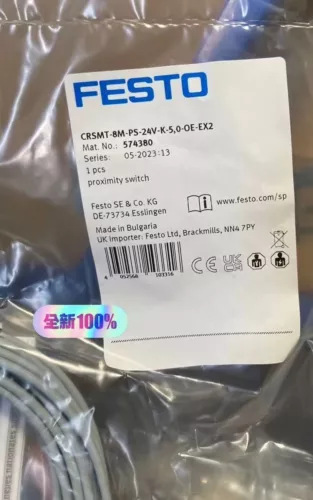 FESTO
CRSMT-8M-PS-24V-K-5,0-OE-EX2
Mat. No.: 574380
Series: 05-2023:13
1 pcs
proximity switch
Festo SE & Co. KG
DE-73734 Esslingen
www.festo.com/sp
Made in Bulgaria
UK importer: Festo Ltd, Brackmills, NN4 7PY
CE UKCA
全新100%